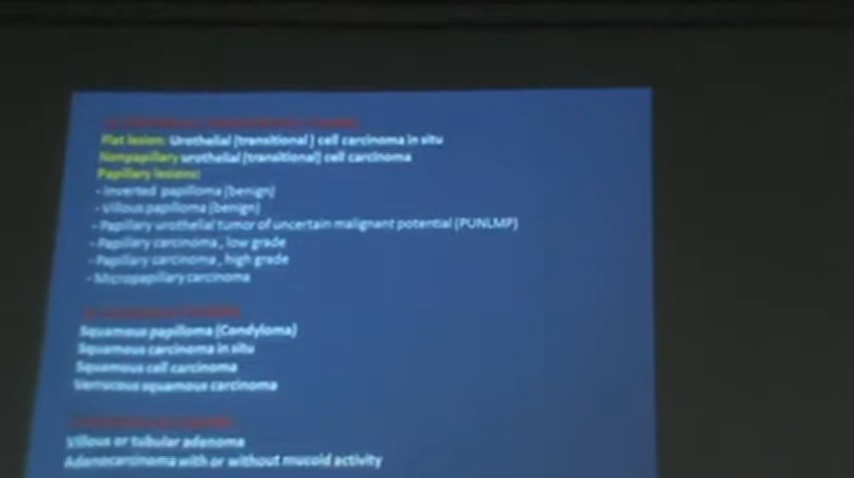 Flat lesion: Urothelial (transitional) cell carcinoma in situ
Nonpapillary urothelial (transitional) cell carcinoma
Papillary lesions:
- Inverted papilloma (benign)
- Villous papilloma (benign)
- Papillary urothelial tumor of uncertain malignant potential (PUNLMP)
- Papillary carcinoma , low grade
- Papillary carcinoma , high grade
- Micropapillary carcinoma
Squamous papilloma (Condyloma)
Squamous carcinoma in situ
Squamous cell carcinoma
Verrucous squamous carcinoma
Villous or tubular adenoma
Adenocarcinoma with or without mucoid activity